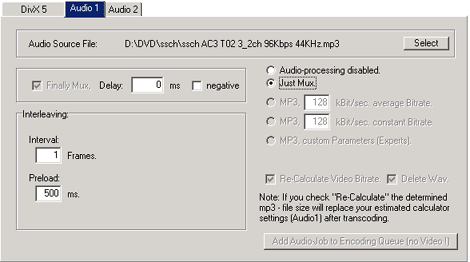 DivX 5 Audio 1 Audio 2
Audio Source File: D:\DVD\ssch\ssch AC3 T02 3_2ch 96Kbps 44KHz.mp3 Select
Finally Mux, Delay: 0 ms negative
Audio-processing disabled.
Just Mux.
MP3, 128 kBit/sec. average Bitrate.
MP3, 128 kBit/sec. constant Bitrate.
MP3, custom Parameters (Experts).
Interleaving:
Interval:
1 Frames.
Preload:
500 ms.
Re-Calculate Video Bitrate. Delete Wav.
Note: If you check "Re-Calculate" the determined
mp3 - file size will replace your estimated calculator
settings (Audio1) after transcoding.
Add Audio-Job to Encoding Queue (no Video !)